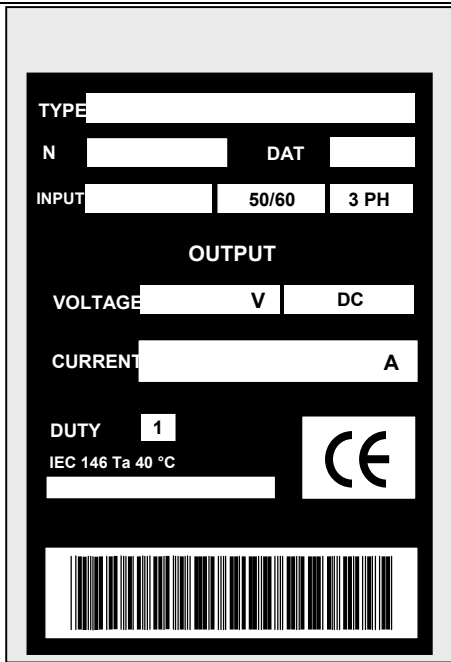 TYPE
N DAT
INPUT 50/60 3 PH
OUTPUT
VOLTAGE V DC
CURRENT A
DUTY 1
IEC 146 Ta 40 °C
CE